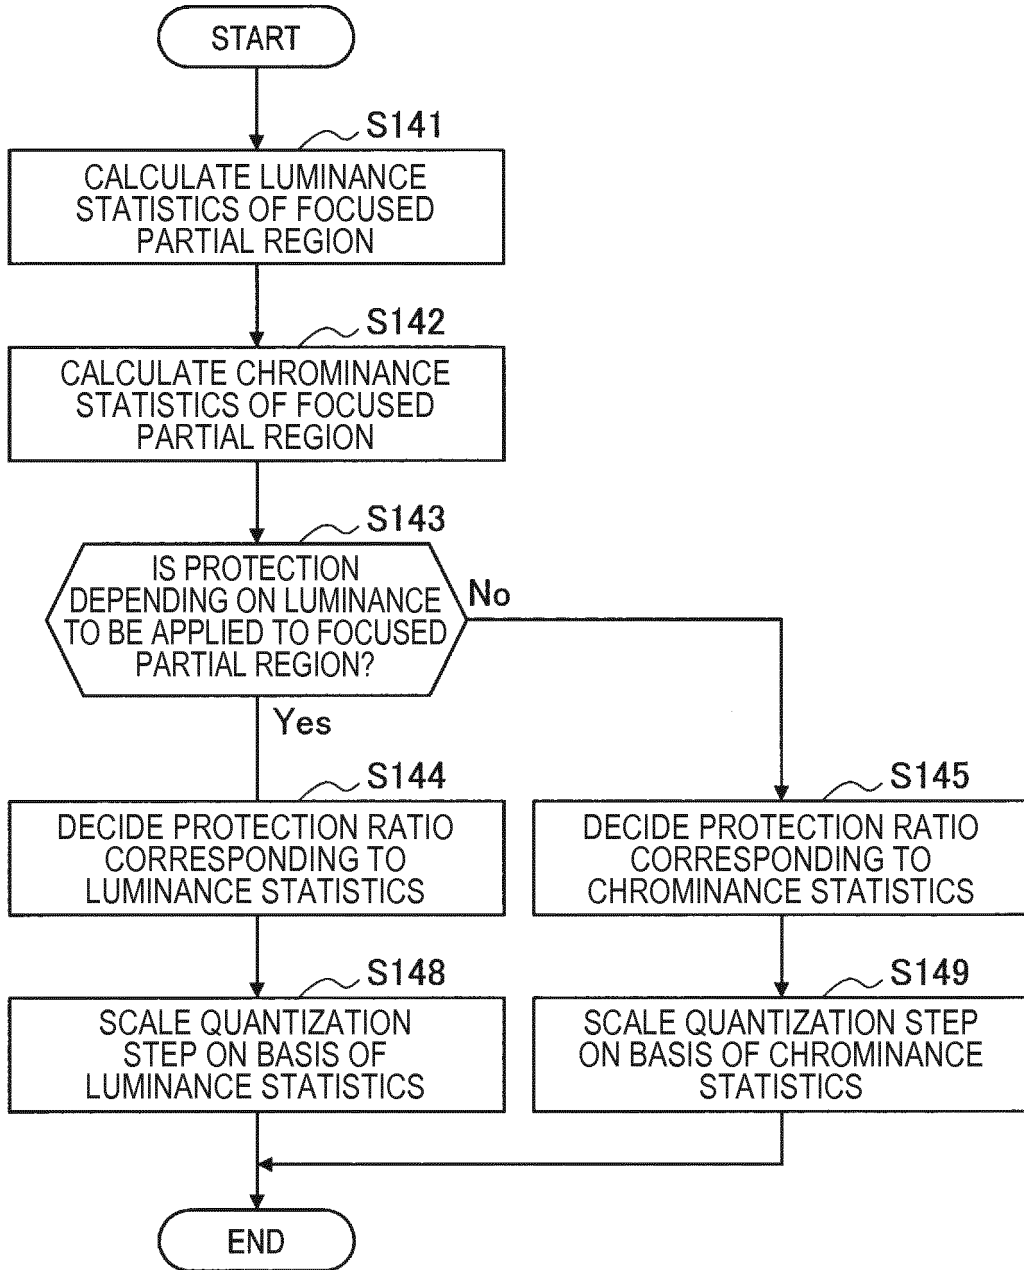 START
S141
CALCULATE LUMINANCE
STATISTICS OF FOCUSED
PARTIAL REGION
S142
CALCULATE CHROMINANCE
STATISTICS OF FOCUSED
PARTIAL REGION
S143
IS PROTECTION
DEPENDING ON LUMINANCE
TO BE APPLIED TO FOCUSED
PARTIAL REGION?
No
Yes
S144
DECIDE PROTECTION RATIO
CORRESPONDING TO
LUMINANCE STATISTICS
S145
DECIDE PROTECTION RATIO
CORRESPONDING TO
CHROMINANCE STATISTICS
S148
SCALE QUANTIZATION
STEP ON BASIS OF
LUMINANCE STATISTICS
S149
SCALE QUANTIZATION STEP
ON BASIS OF CHROMINANCE
STATISTICS
END